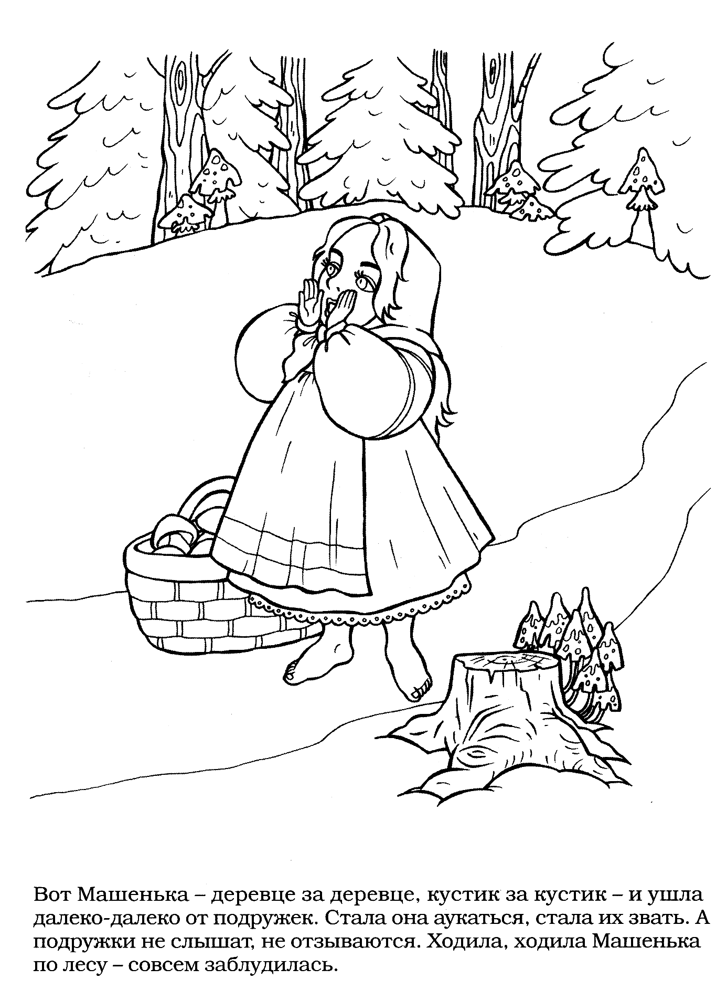 Вот Машенька – деревце за деревце, кустик за кустик – и ушла
далеко-далеко от подружек. Стала она аукаться, стала их звать. А
подружки не слышат, не отзываются. Ходила, ходила Машенька
по лесу – совсем заблудилась.